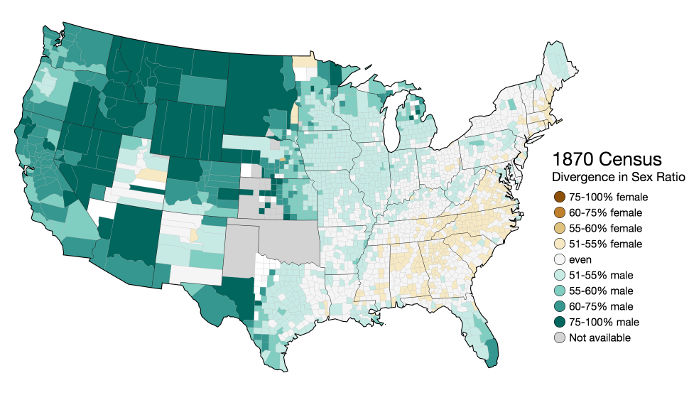 1870 Census
Divergence in Sex Ratio
75-100% female
60-75% female
55-60% female
51-55% female
even
51-55% male
55-60% male
60-75% male
75-100% male
Not available